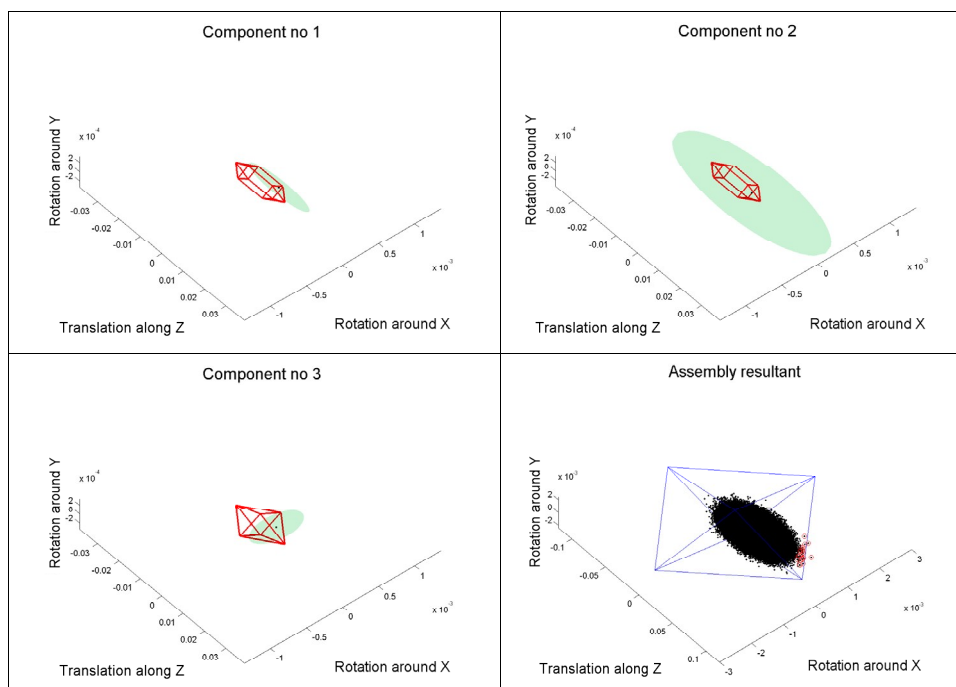 Component no 1
Rotation around Y
x 10⁻⁴
2
0
-2
-0.03
-0.02
-0.01
0
0.01
0.02
0.03
Translation along Z
-1
-0.5
0
0.5
1
x 10⁻³
Rotation around X
Component no 2
Rotation around Y
x 10⁻⁴
2
0
-2
-0.03
-0.02
-0.01
0
0.01
0.02
0.03
Translation along Z
-1
-0.5
0
0.5
1
x 10⁻³
Rotation around X
Component no 3
Rotation around Y
x 10⁻⁴
2
0
-2
-0.03
-0.02
-0.01
0
0.01
0.02
0.03
Translation along Z
-1
-0.5
0
0.5
1
x 10⁻³
Rotation around X
Assembly resultant
Rotation around Y
x 10⁻³
2
0
-2
-0.1
-0.05
0
0.05
0.1
Translation along Z
-3
-2
-1
0
1
2
3
x 10⁻³
Rotation around X